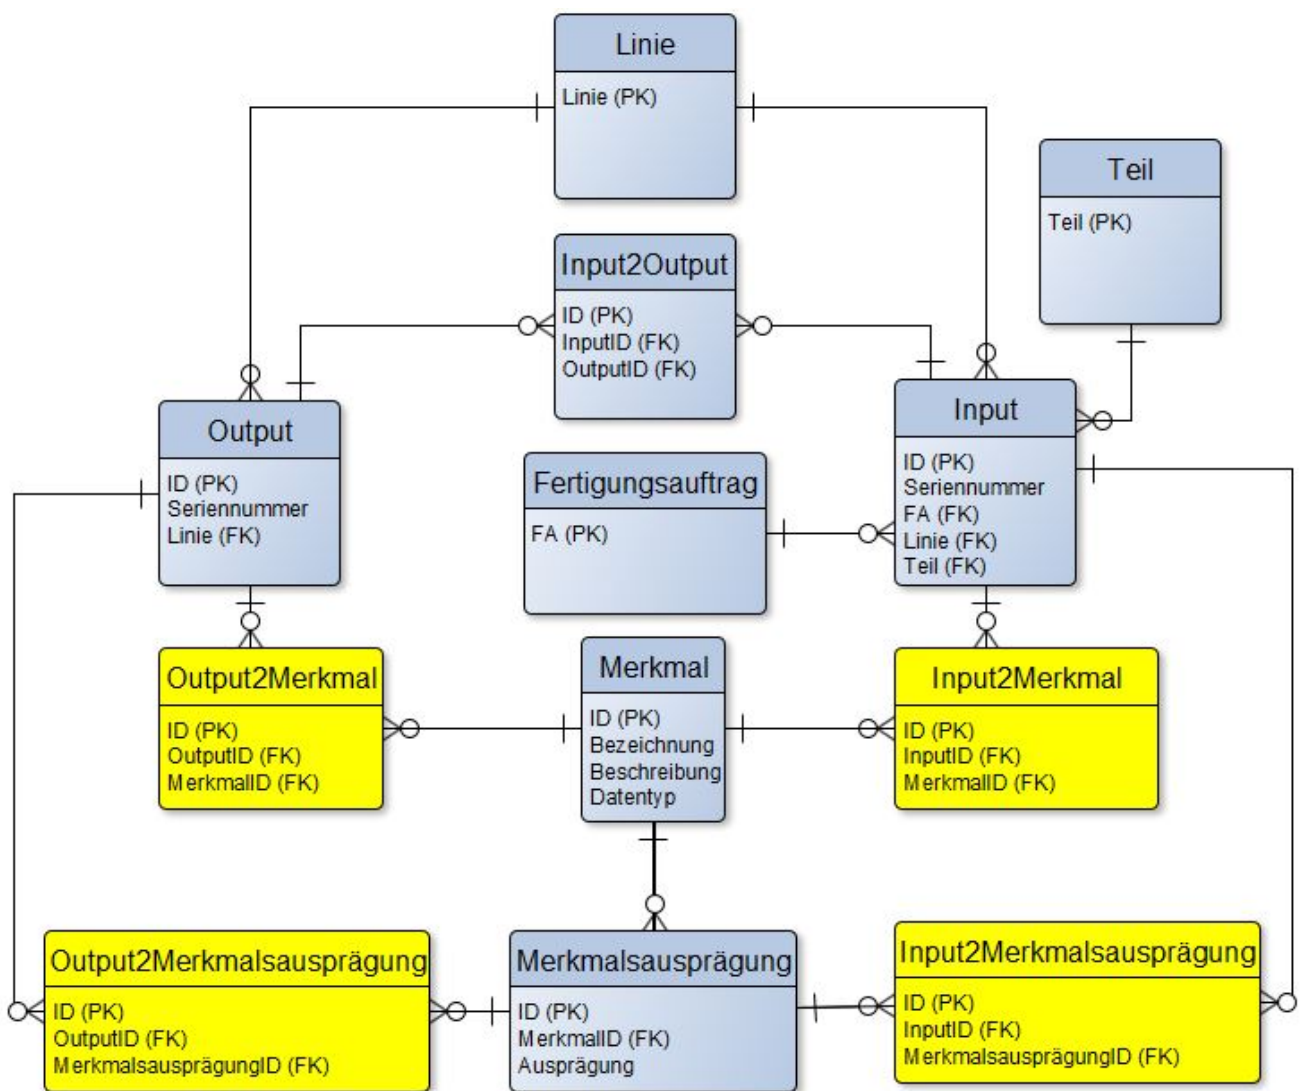 Linie
Linie (PK)
Teil
Teil (PK)
Input2Output
ID (PK)
InputID (FK)
OutputID (FK)
Output
ID (PK)
Seriennummer
Linie (FK)
Input
ID (PK)
Seriennummer
FA (FK)
Linie (FK)
Teil (FK)
Fertigungsauftrag
FA (PK)
Output2Merkmal
ID (PK)
OutputID (FK)
MerkmalID (FK)
Merkmal
ID (PK)
Bezeichnung
Beschreibung
Datentyp
Input2Merkmal
ID (PK)
InputID (FK)
MerkmalID (FK)
Output2Merkmalsausprägung
ID (PK)
OutputID (FK)
MerkmalsausprägungID (FK)
Merkmalsausprägung
ID (PK)
MerkmalID (FK)
Ausprägung
Input2Merkmalsausprägung
ID (PK)
InputID (FK)
MerkmalsausprägungID (FK)